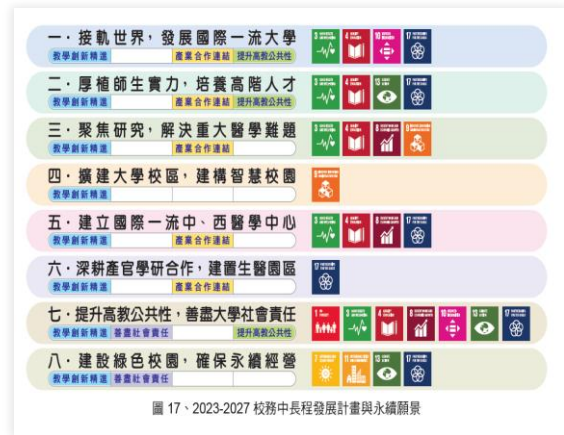 一．接軌世界，發展國際一流大學
教學創新精進 產業合作連結 提升高教公共性
二．厚植師生實力，培養高階人才
教學創新精進 產業合作連結 提升高教公共性
三．聚焦研究，解決重大醫學難題
教學創新精進 產業合作連結
四．擴建大學校區，建構智慧校園
教學創新精進
五．建立國際一流中、西醫學中心
教學創新精進 產業合作連結
六．深耕產官學研合作，建置生醫園區
教學創新精進 產業合作連結
七．提升高教公共性，善盡大學社會責任
教學創新精進 善盡社會責任 提升高教公共性
八．建設綠色校園，確保永續經營
教學創新精進 善盡社會責任
圖 17、2023-2027 校務中長程發展計畫與永續願景